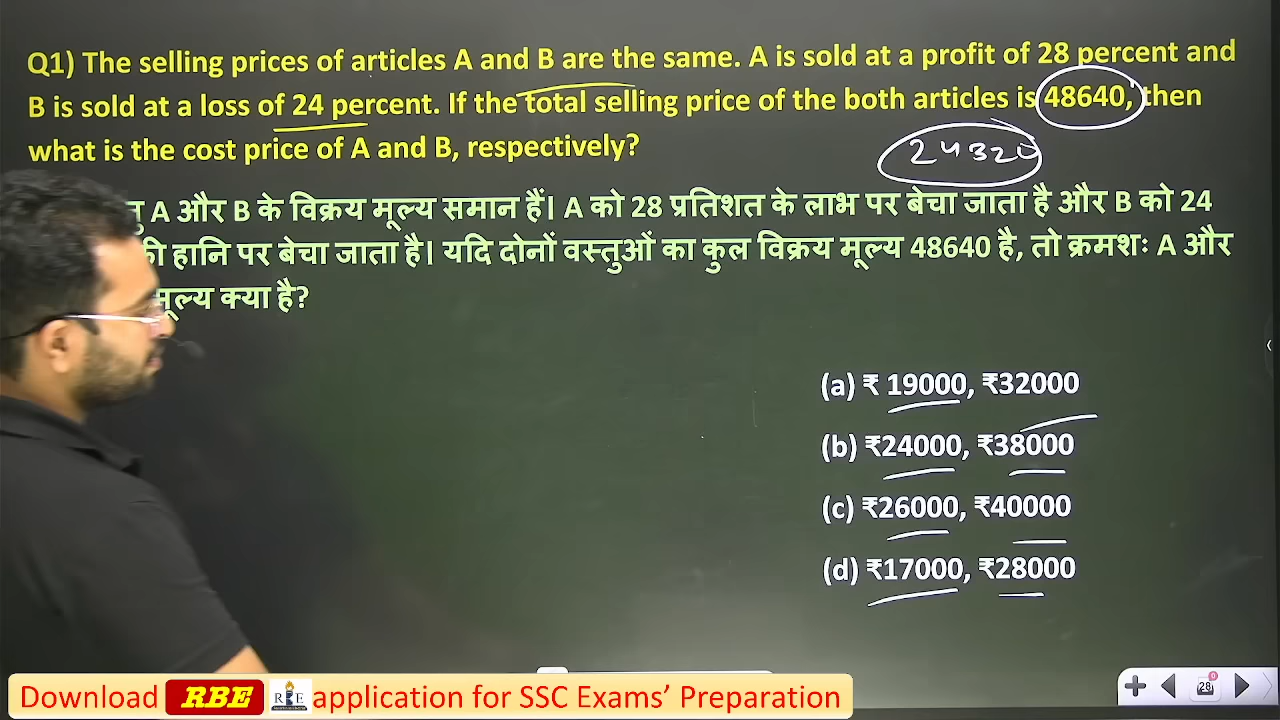 Q1) The selling prices of articles A and B are the same. A is sold at a profit of 28 percent and
B is sold at a loss of 24 percent. If the total selling price of the both articles is 48640, then
what is the cost price of A and B, respectively?
24320
A और B के विक्रय मूल्य समान हैं। A को 28 प्रतिशत के लाभ पर बेचा जाता है और B को 24
की हानि पर बेचा जाता है। यदि दोनों वस्तुओं का कुल विक्रय मूल्य 48640 है, तो क्रमशः A और
मूल्य क्या है?
(a) ₹ 19000, ₹32000
(b) ₹24000, ₹38000
(c) ₹26000, ₹40000
(d) ₹17000, ₹28000
Download RBE RE application for SSC Exams' Preparation
28